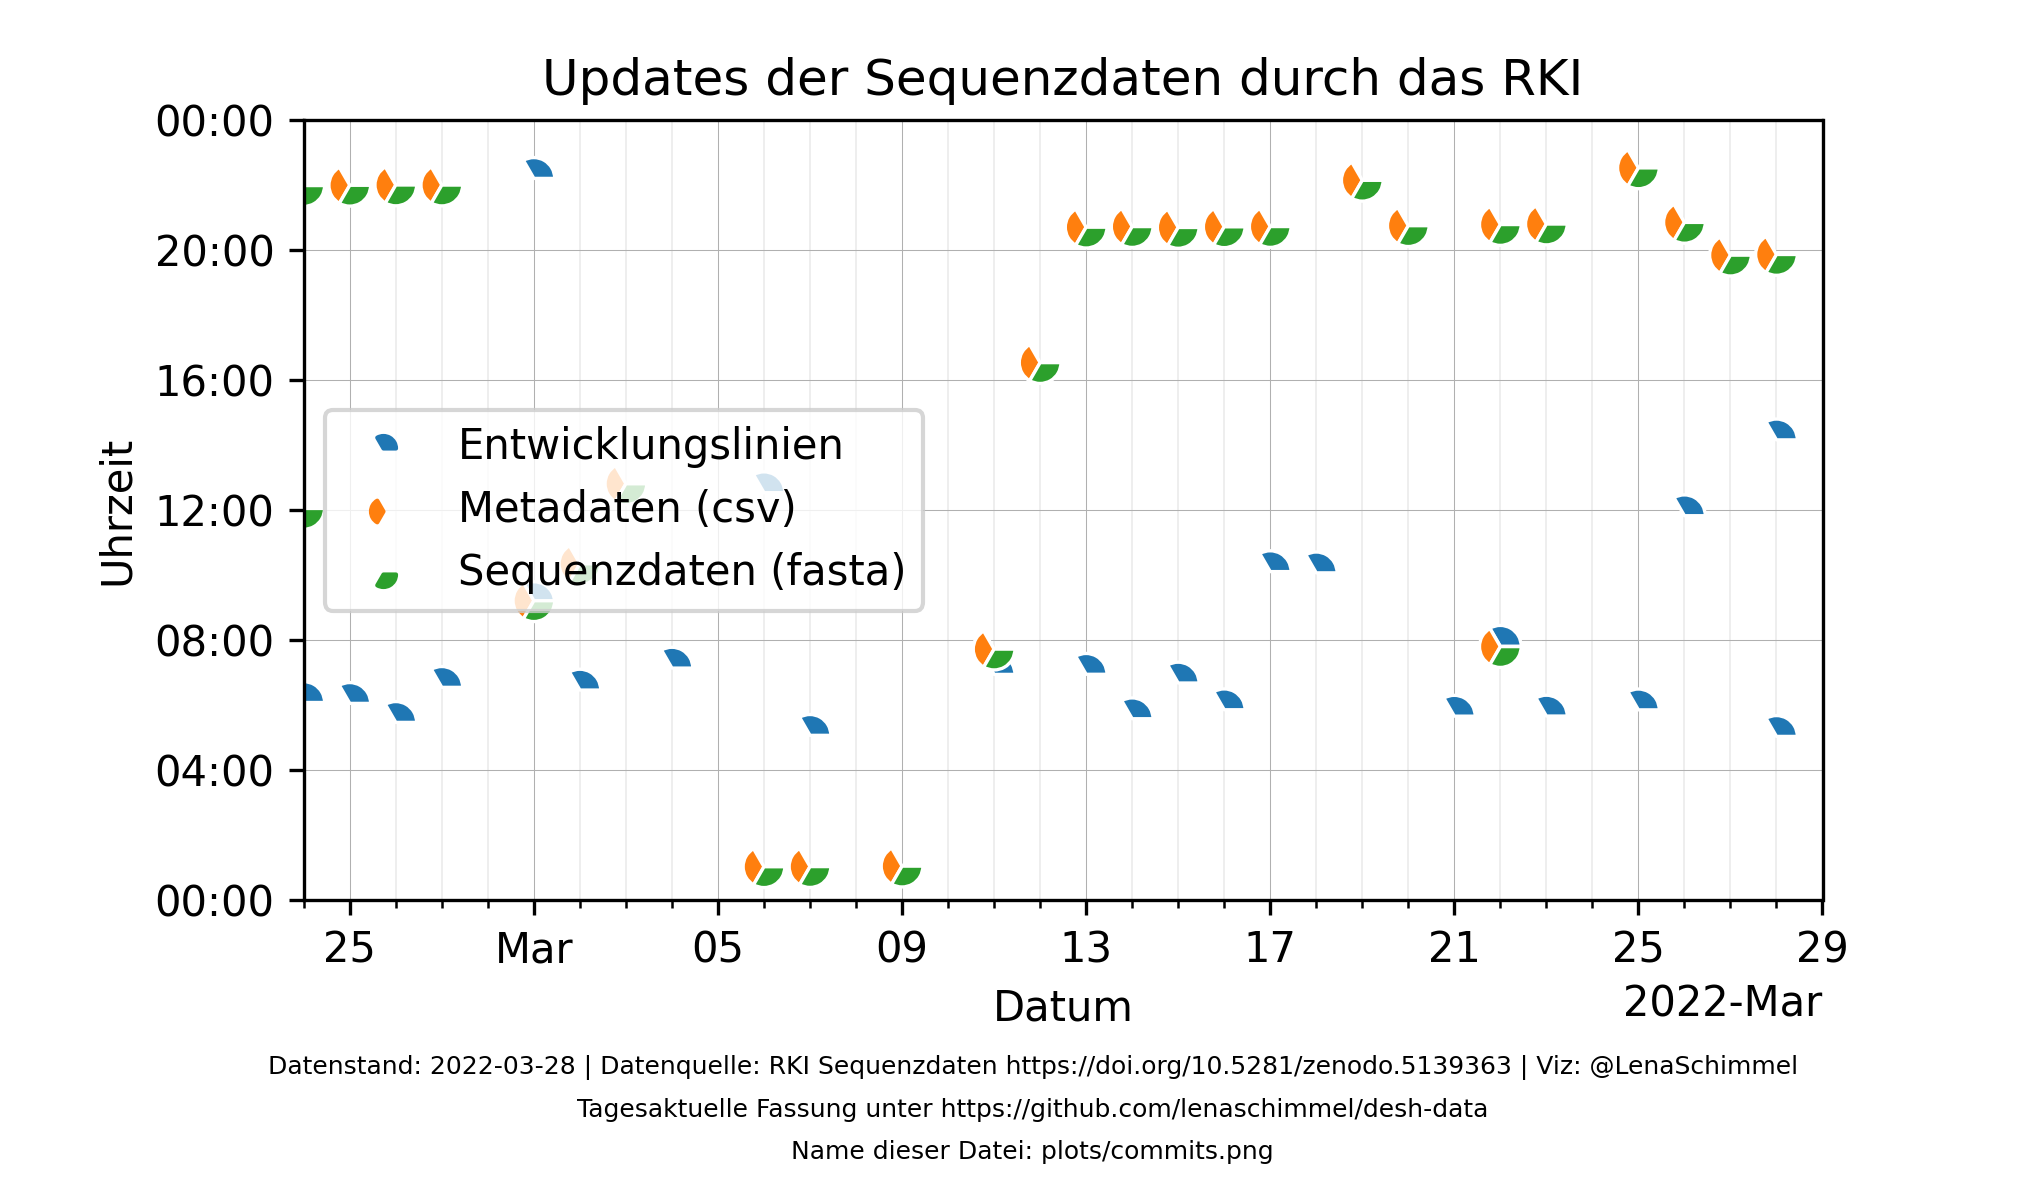 Updates der Sequenzdaten durch das RKI
00:00
20:00
16:00
12:00
08:00
04:00
00:00
Uhrzeit
Entwicklungslinien
Metadaten (csv)
Sequenzdaten (fasta)
25 Mar 05 09 13 17 21 25 29
Datum
2022-Mar
Datenstand: 2022-03-28 | Datenquelle: RKI Sequenzdaten https://doi.org/10.5281/zenodo.5139363 | Viz: @LenaSchimmel
Tagesaktuelle Fassung unter https://github.com/lenaschimmel/desh-data
Name dieser Datei: plots/commits.png